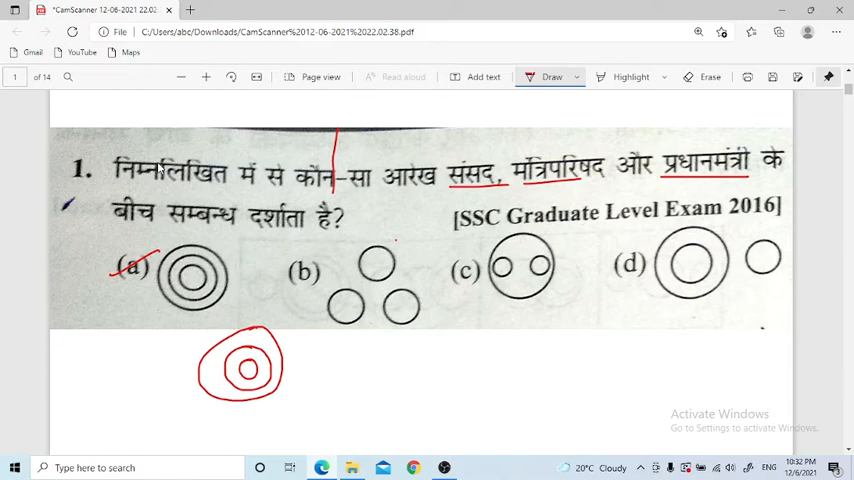 *CamScanner 12-06-2021 22.02
File | C:/Users/abc/Downloads/CamScanner%2012-06-2021%2022.02.38.pdf
Gmail YouTube Maps
1 of 14 Page view Read aloud Add text Draw Highlight Erase
1. निम्नलिखित में से कौन-सा आरेख संसद, मंत्रिपरिषद और प्रधानमंत्री के
बीच सम्बन्ध दर्शाता है?
[SSC Graduate Level Exam 2016]
(a) (b) (c) (d)
Activate Windows
Go to Settings to activate Windows.
Type here to search 20°C Cloudy ENG 10:32 PM
12/6/2021 3